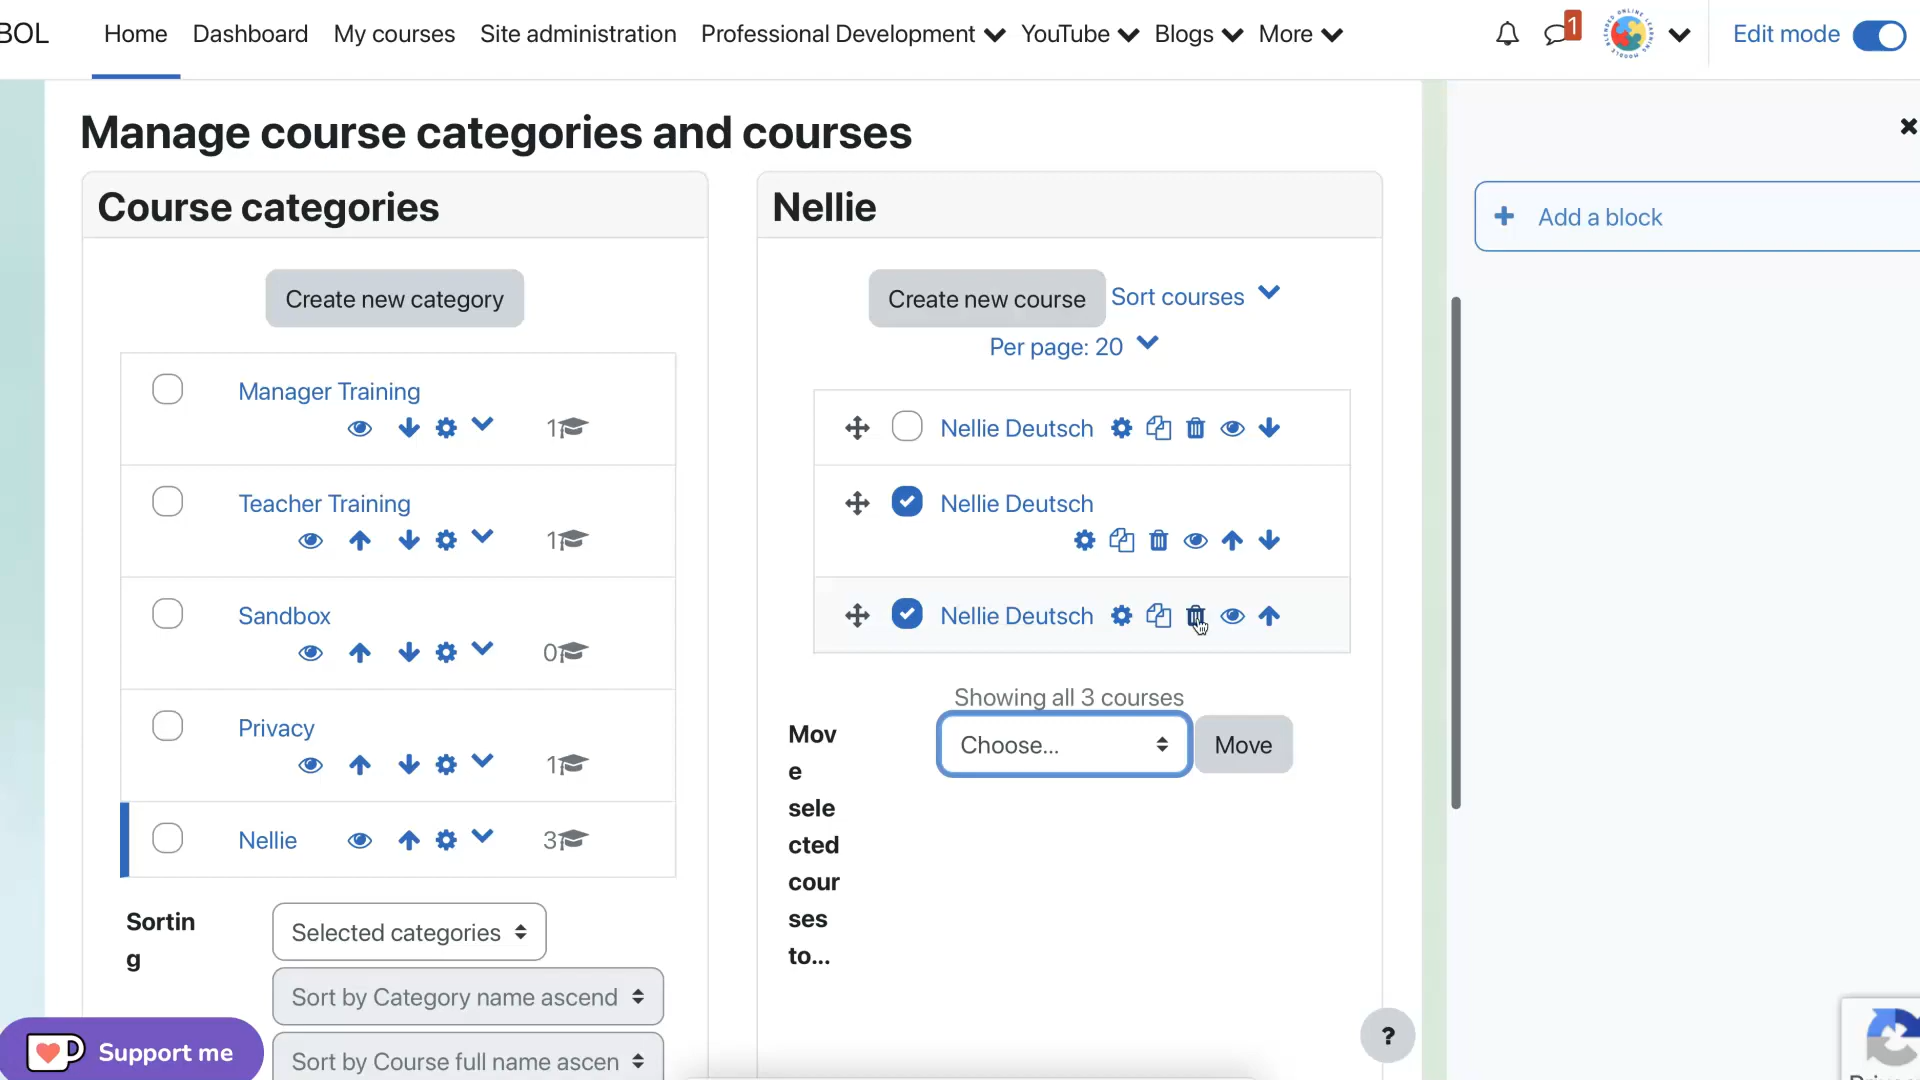 BOL
Home Dashboard My courses Site administration Professional Development YouTube Blogs More
1
Edit mode
Manage course categories and courses
Course categories
Create new category
Manager Training
1
Teacher Training
1
Sandbox
0
Privacy
1
Nellie
3
Sortin
g
Selected categories
Sort by Category name ascend
Sort by Course full name ascen
Support me
Nellie
Create new course
Sort courses
Per page: 20
Nellie Deutsch
Nellie Deutsch
Nellie Deutsch
Showing all 3 courses
Mov
e
sele
cted
cour
ses
to...
Choose...
Move
Add a block
?